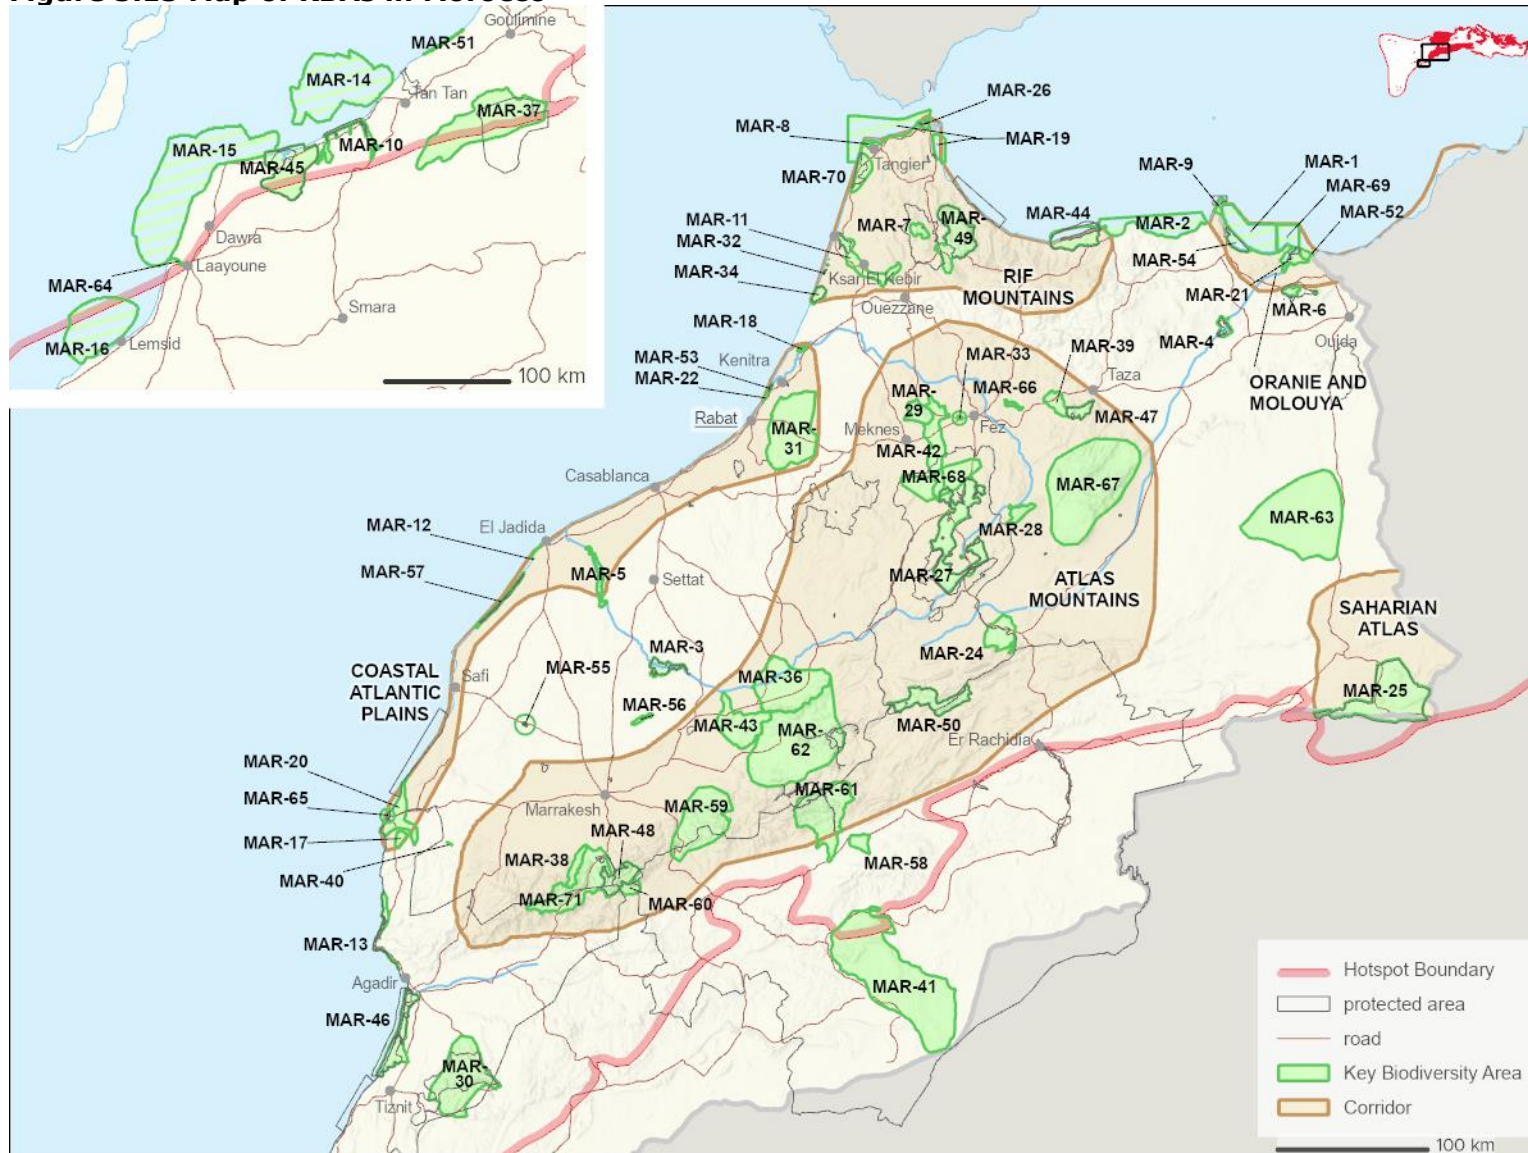 Goulimine
MAR-51
MAR-14
Tan Tan
MAR-37
MAR-15
MAR-10
MAR-45
Dawra
Laayoune
MAR-64
Smara
MAR-16
Lemsid
100 km
MAR-26
MAR-8
MAR-19
Tangier
MAR-9
MAR-1
MAR-70
MAR-69
MAR-52
MAR-11
MAR-7
MAR-
49
MAR-44
MAR-2
MAR-32
MAR-54
MAR-34
Ksar El Kebir
RIF
MOUNTAINS
MAR-21
MAR-6
Ouezzane
MAR-18
MAR-4
Oujda
MAR-53
Kenitra
MAR-33
MAR-39
MAR-22
MAR-66
Taza
ORANIE AND
MOLOUYA
MAR-
29
Rabat
MAR-
31
Meknes
Fez
MAR-47
MAR-42
Casablanca
MAR-68
MAR-67
MAR-63
MAR-12
El Jadida
MAR-28
MAR-57
MAR-5
Settat
MAR-27
ATLAS
MOUNTAINS
SAHARIAN
ATLAS
MAR-3
MAR-24
COASTAL
ATLANTIC
PLAINS
Safi
MAR-55
MAR-36
MAR-25
MAR-56
MAR-43
MAR-
62
MAR-50
Er Rachidia
MAR-20
MAR-65
Marrakesh
MAR-59
MAR-61
MAR-17
MAR-48
MAR-38
MAR-58
MAR-40
MAR-71
MAR-60
MAR-13
Agadir
MAR-41
MAR-46
MAR-
30
Tiznit
Hotspot Boundary
protected area
road
Key Biodiversity Area
Corridor
100 km